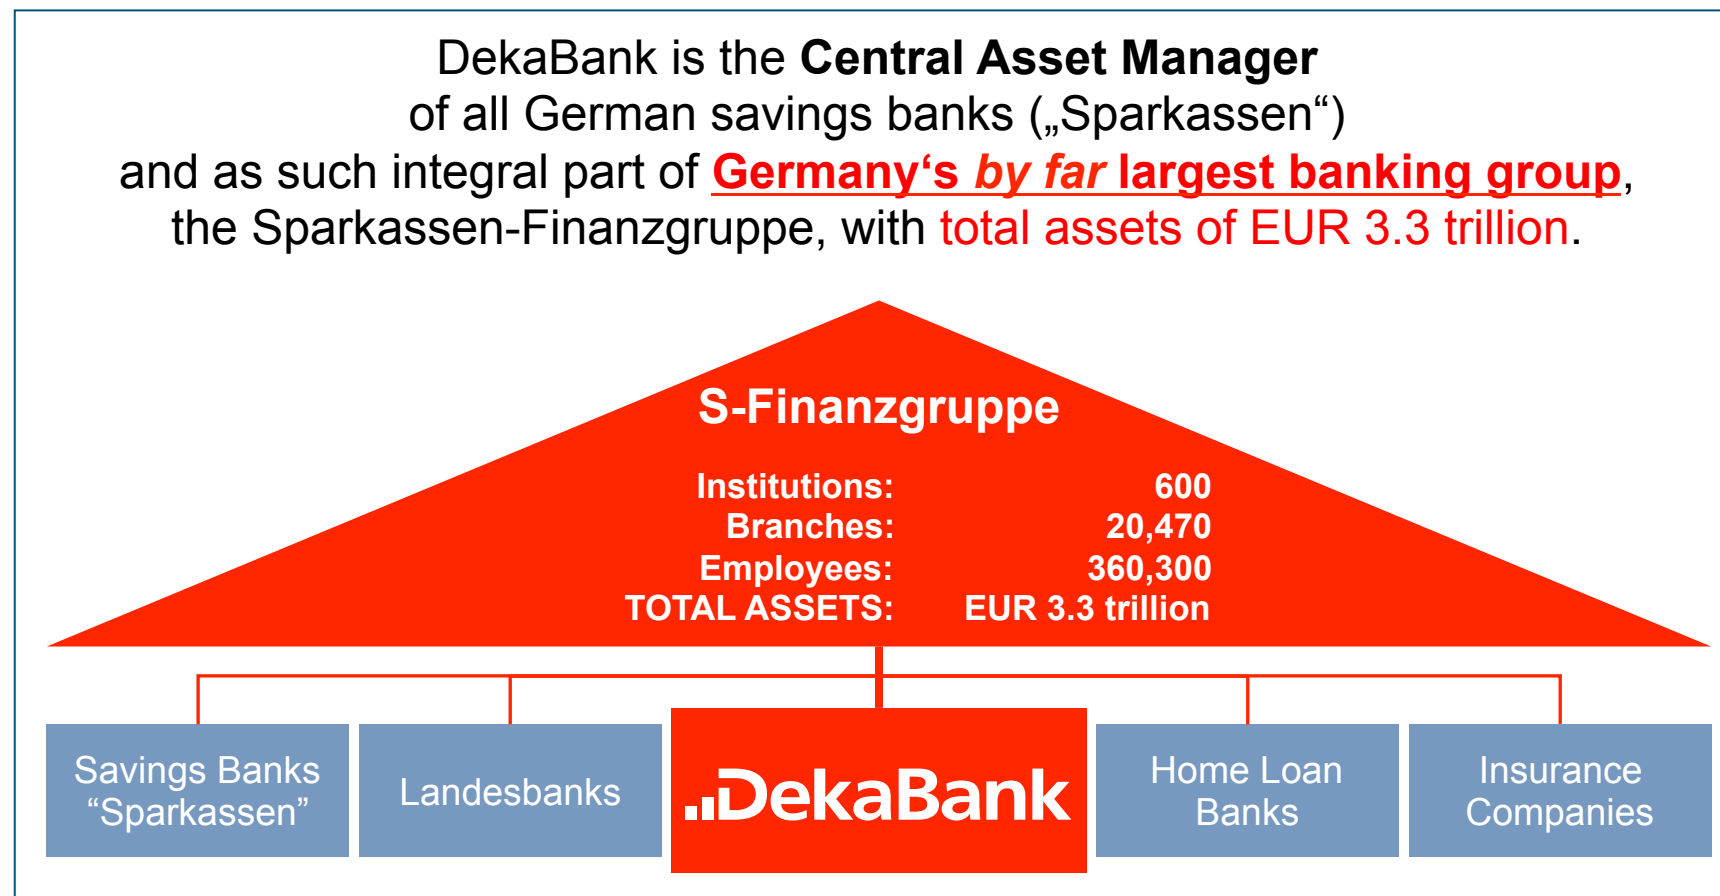 DekaBank is the Central Asset Manager
of all German savings banks („Sparkassen“)
and as such integral part of Germany‘s by far largest banking group,
the Sparkassen-Finanzgruppe, with total assets of EUR 3.3 trillion.
S-Finanzgruppe
Institutions: 600
Branches: 20,470
Employees: 360,300
TOTAL ASSETS: EUR 3.3 trillion
Savings Banks
“Sparkassen”
Landesbanks
DekaBank
Home Loan
Banks
Insurance
Companies